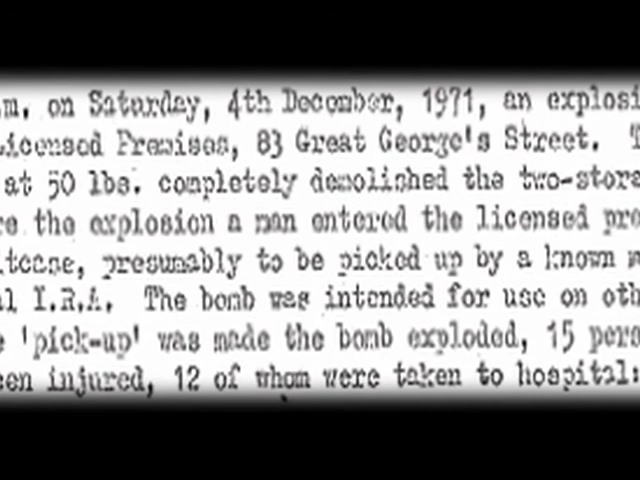 m. on Saturday, 4th December, 1971, an explosi
Licensed Premises, 83 Great George's Street. T
at 50 lbs. completely demolished the two-store
re the explosion a man entered the licensed pre
itcase, presumably to be picked up by a known m
al I.R.A. The bomb was intended for use on oth
e 'pick-up' was made the bomb exploded, 15 pers
een injured, 12 of whom were taken to hospital: